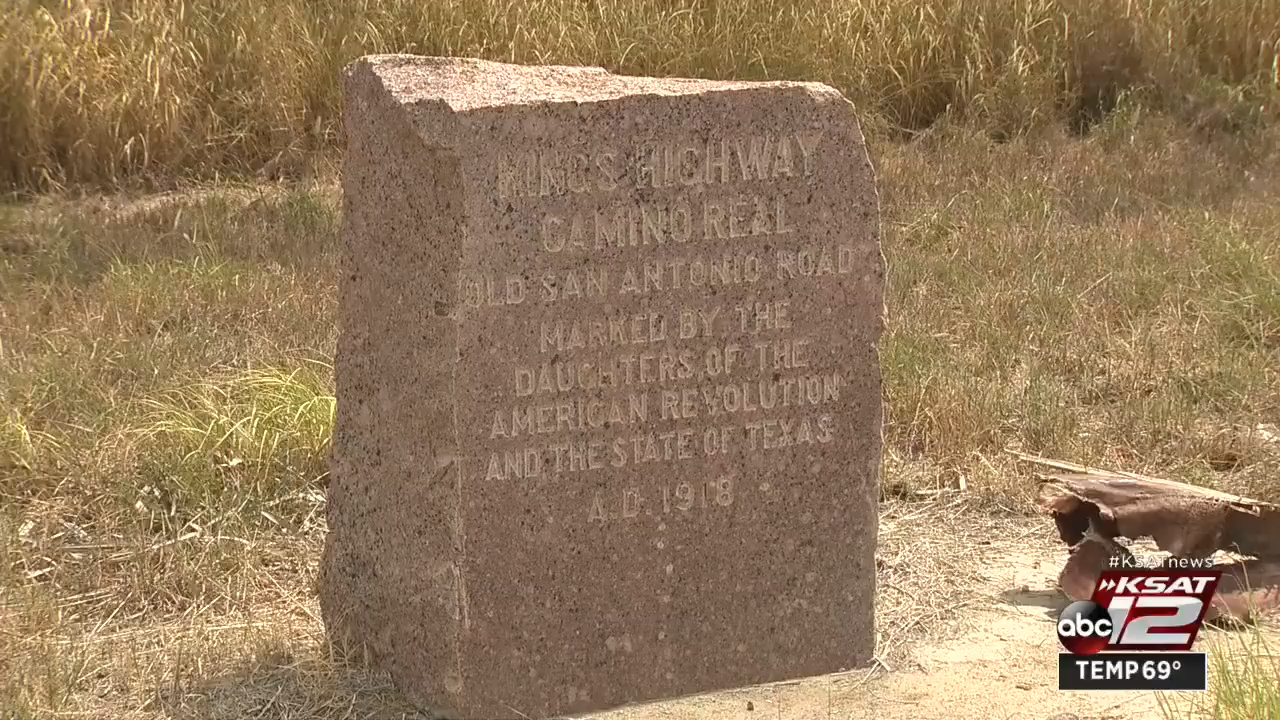 KINGS HIGHWAY
CAMINO REAL
OLD SAN ANTONIO ROAD
MARKED BY THE
DAUGHTERS OF THE
AMERICAN REVOLUTION
AND THE STATE OF TEXAS
A.D. 1918
#KSATnews
KSAT
abc 12
TEMP 69°